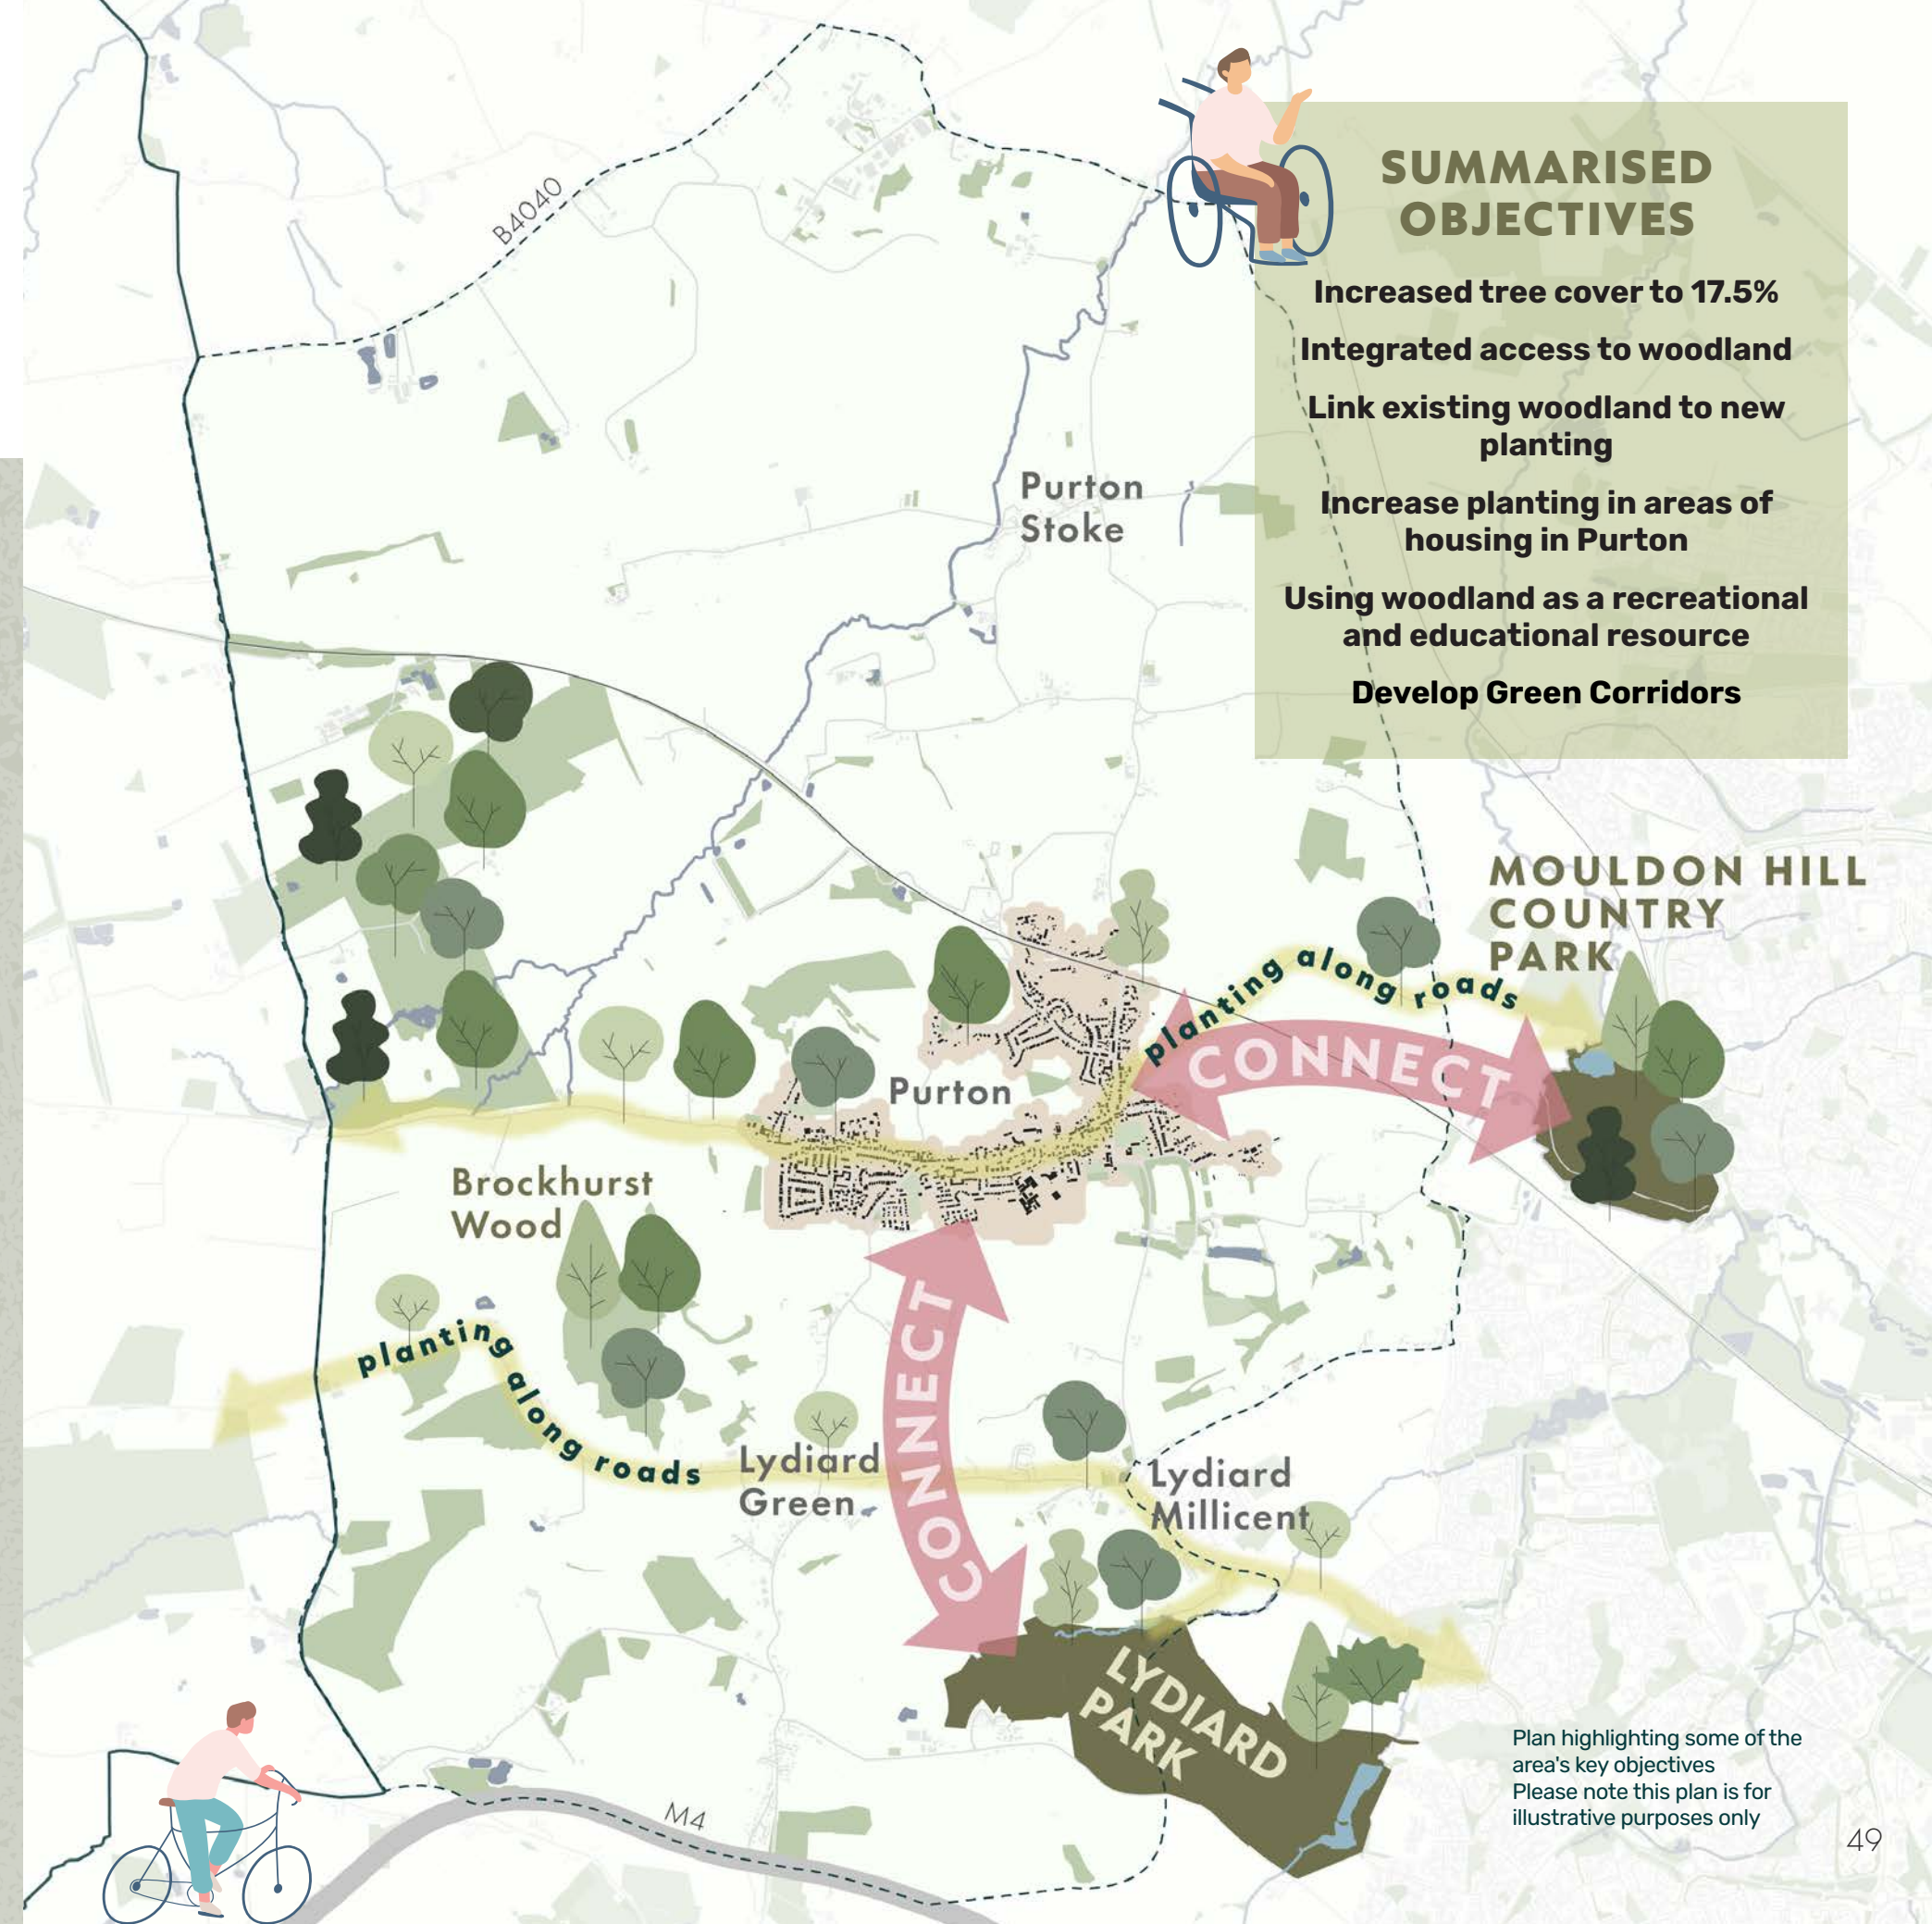 SUMMARISED
OBJECTIVES
Increased tree cover to 17.5%
Integrated access to woodland
Link existing woodland to new
planting
Increase planting in areas of
housing in Purton
Using woodland as a recreational
and educational resource
Develop Green Corridors
B4040
Purton
Stoke
MOULDON HILL
COUNTRY
PARK
planting along roads
CONNECT
Purton
Brockhurst
Wood
planting along roads
CONNECT
Lydiard
Green
Lydiard
Millicent
LYDIARD
PARK
M4
Plan highlighting some of the
area's key objectives
Please note this plan is for
illustrative purposes only
49